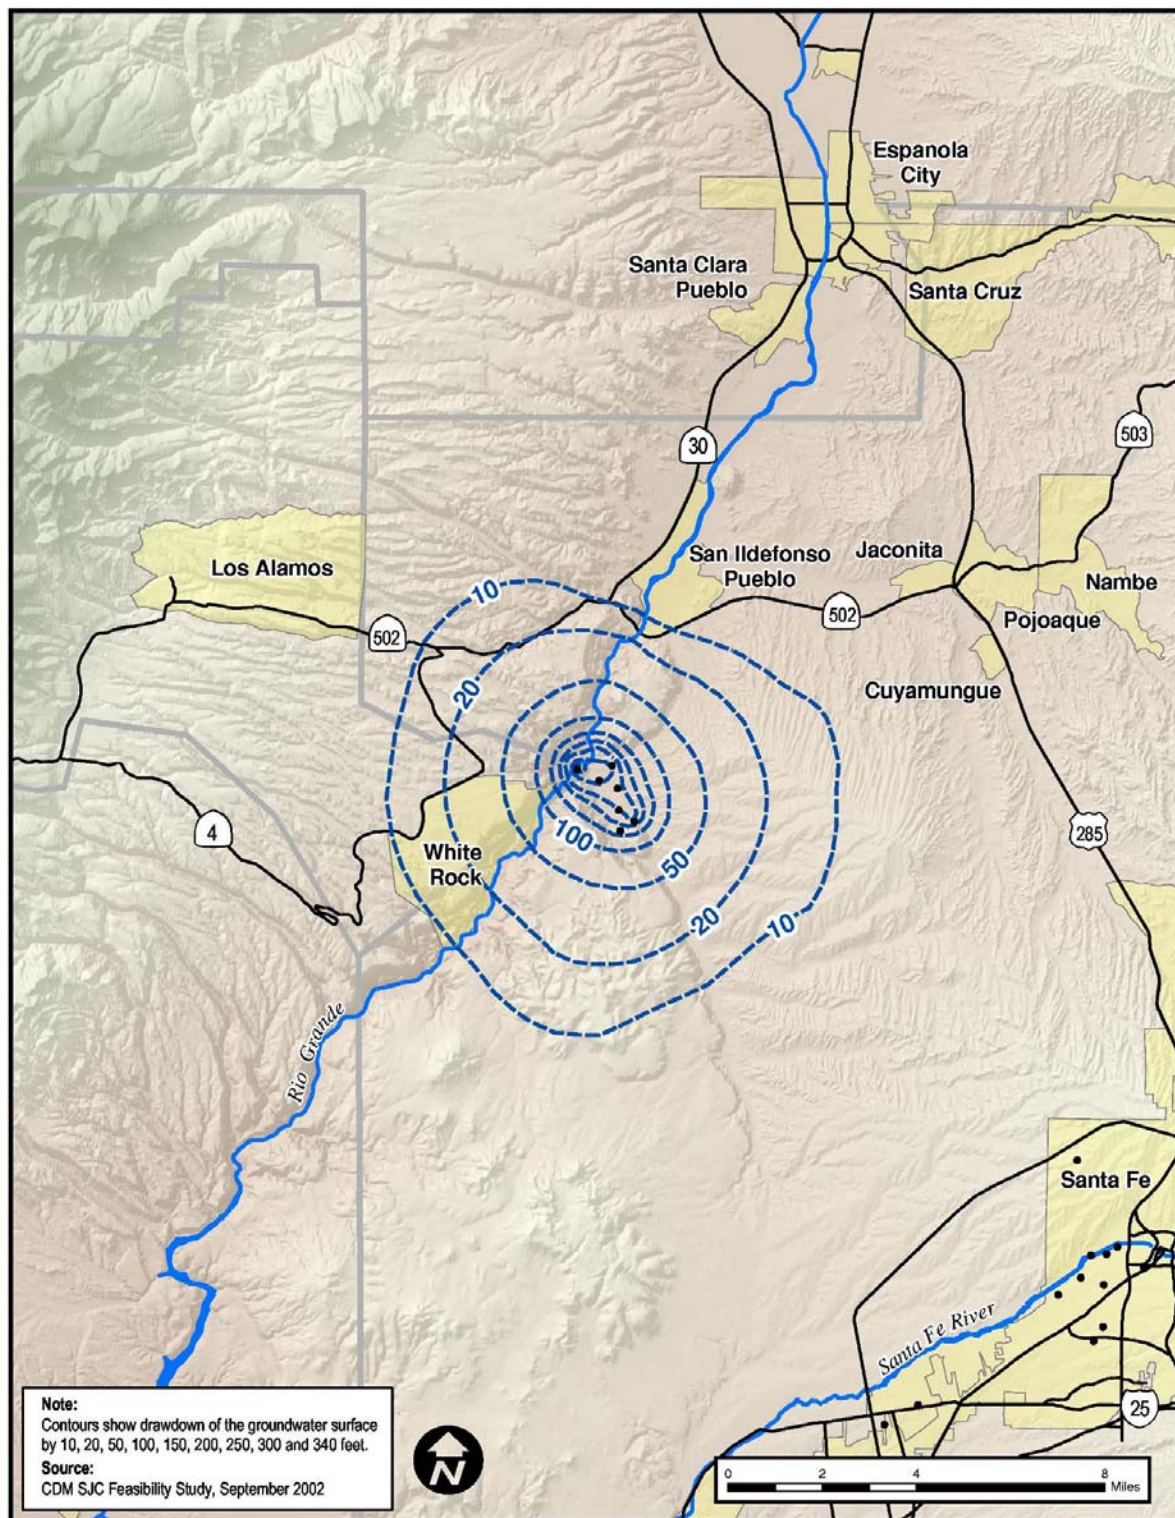 Espanola
City
Santa Clara
Pueblo
Santa Cruz
30
503
San Ildefonso
Pueblo
Jaconita
Nambe
Los Alamos
10
502
502
Pojoaque
20
Cuyamungue
4
100
285
White
Rock
50
20
10
Rio Grande
Santa Fe
Santa Fe River
25
Note:
Contours show drawdown of the groundwater surface
by 10, 20, 50, 100, 150, 200, 250, 300 and 340 feet.
Source:
CDM SJC Feasibility Study, September 2002
N
0 2 4 8
Miles